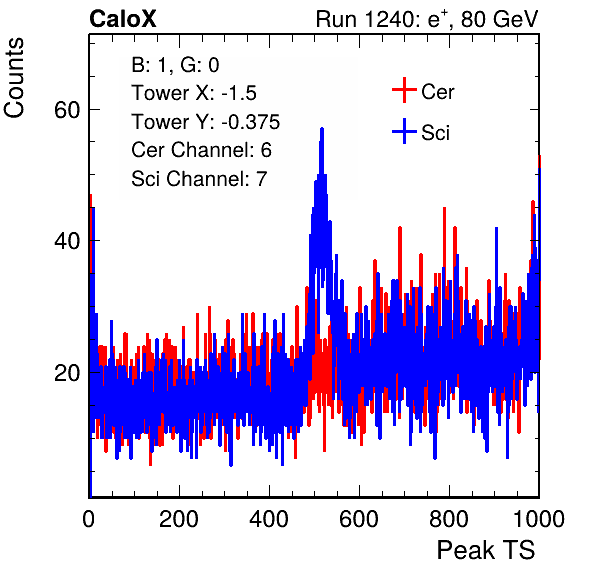 CaloX
Run 1240: e+, 80 GeV
Counts
B: 1, G: 0
Tower X: -1.5
Tower Y: -0.375
Cer Channel: 6
Sci Channel: 7
Cer
Sci
60
40
20
0 200 400 600 800 1000
Peak TS